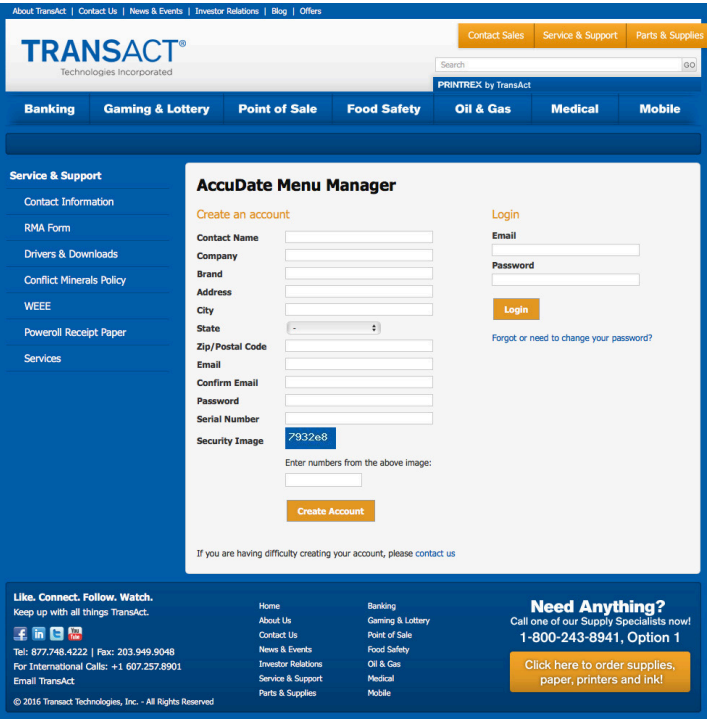 About TransAct | Contact Us | News & Events | Investor Relations | Blog | Offers
Contact Sales Service & Support Parts & Supplies
TRANSACT®
Technologies Incorporated
Search GO
PRINTREX by TransAct
Banking Gaming & Lottery Point of Sale Food Safety Oil & Gas Medical Mobile
Service & Support
Contact Information
RMA Form
Drivers & Downloads
Conflict Minerals Policy
WEEE
Poweroll Receipt Paper
Services
AccuDate Menu Manager
Create an account
Contact Name
Company
Brand
Address
City
State -
Zip/Postal Code
Email
Confirm Email
Password
Serial Number
Security Image 7932e8
Enter numbers from the above image:
Create Account
If you are having difficulty creating your account, please contact us
Login
Email
Password
Login
Forgot or need to change your password?
Like. Connect. Follow. Watch.
Keep up with all things TransAct.
f in t You Tube
Tel: 877.748.4222 | Fax: 203.949.9048
For International Calls: +1 607.257.8901
Email TransAct
© 2016 Transact Technologies, Inc. - All Rights Reserved
Home
About Us
Contact Us
News & Events
Investor Relations
Service & Support
Parts & Supplies
Banking
Gaming & Lottery
Point of Sale
Food Safety
Oil & Gas
Medical
Mobile
Need Anything?
Call one of our Supply Specialists now!
1-800-243-8941, Option 1
Click here to order supplies,
paper, printers and ink!